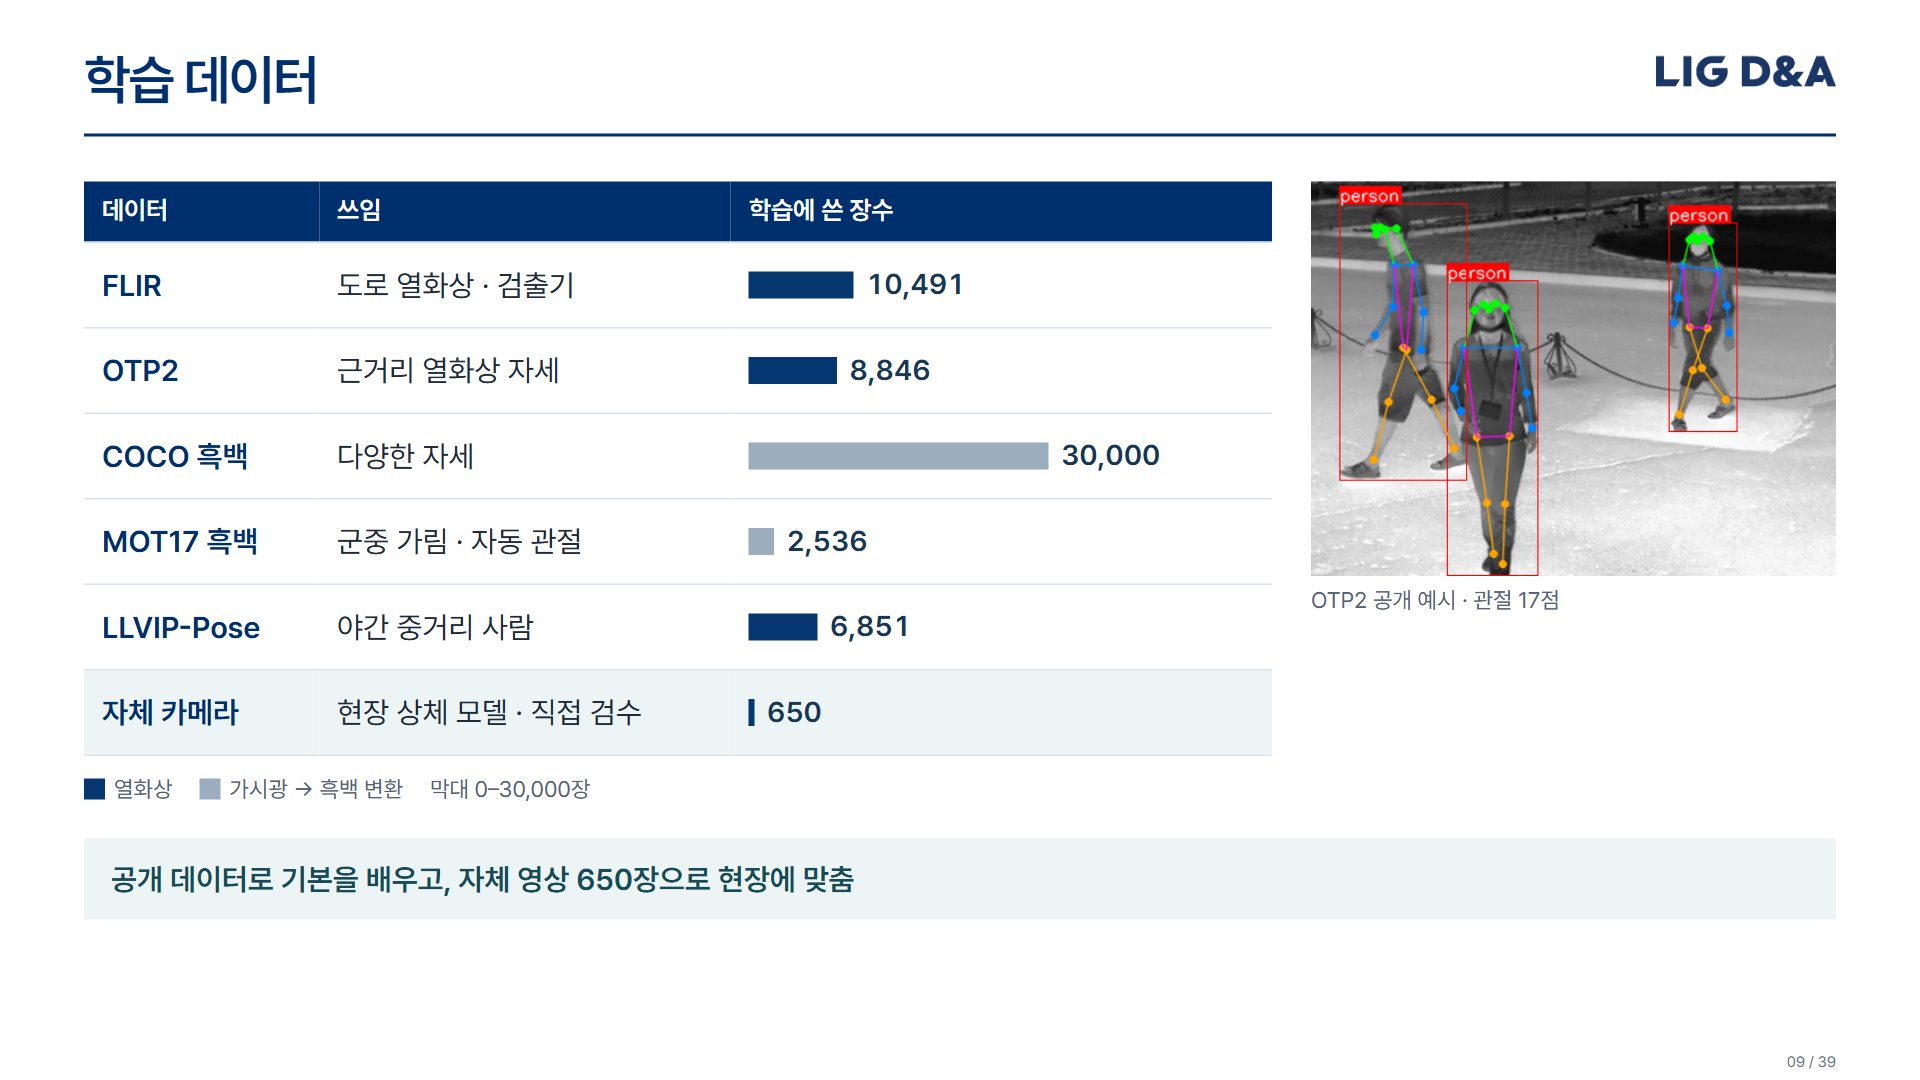 학습 데이터
LIG D&A
데이터 쓰임 학습에 쓴 장수
FLIR 도로 열화상 · 검출기 10,491
OTP2 근거리 열화상 자세 8,846
COCO 흑백 다양한 자세 30,000
MOT17 흑백 군중 가림 · 자동 관절 2,536
LLVIP-Pose 야간 중거리 사람 6,851
자체 카메라 현장 상체 모델 · 직접 검수 650
열화상 가시광 → 흑백 변환 막대 0–30,000장
person
person
person
OTP2 공개 예시 · 관절 17점
공개 데이터로 기본을 배우고, 자체 영상 650장으로 현장에 맞춤
09 / 39